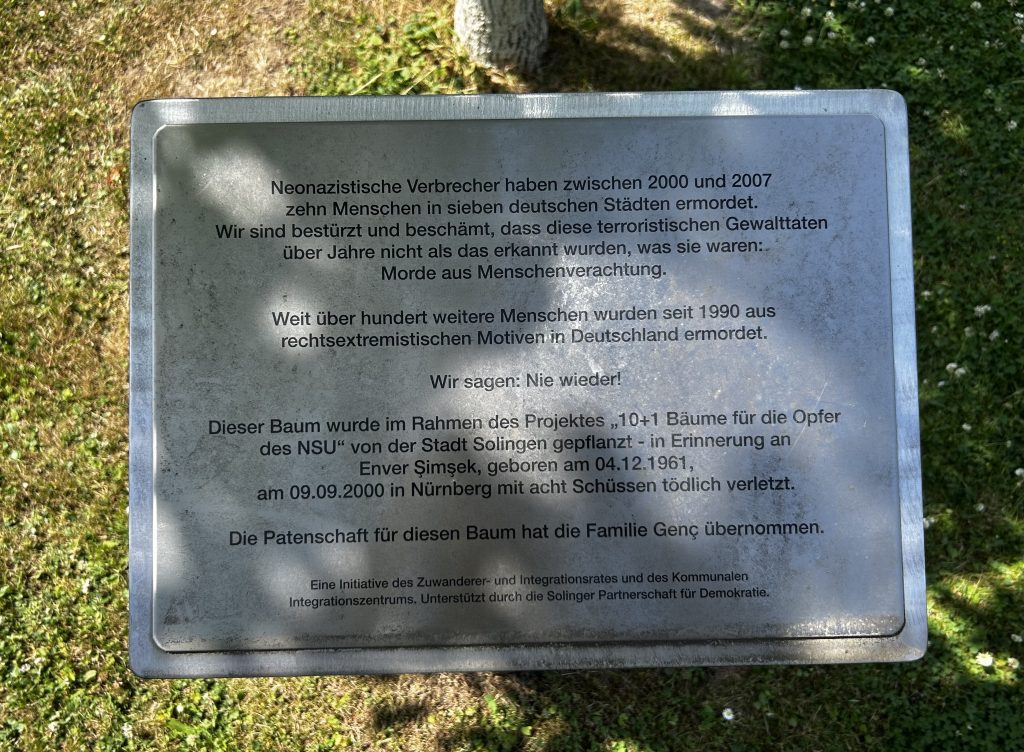 Neonazistische Verbrecher haben zwischen 2000 und 2007
zehn Menschen in sieben deutschen Städten ermordet.
Wir sind bestürzt und beschämt, dass diese terroristischen Gewalttaten
über Jahre nicht als das erkannt wurden, was sie waren:
Morde aus Menschenverachtung.
Weit über hundert weitere Menschen wurden seit 1990 aus
rechtsextremistischen Motiven in Deutschland ermordet.
Wir sagen: Nie wieder!
Dieser Baum wurde im Rahmen des Projektes „10+1 Bäume für die Opfer
des NSU“ von der Stadt Solingen gepflanzt - in Erinnerung an
Enver Şimşek, geboren am 04.12.1961,
am 09.09.2000 in Nürnberg mit acht Schüssen tödlich verletzt.
Die Patenschaft für diesen Baum hat die Familie Genç übernommen.
Eine Initiative des Zuwanderer- und Integrationsrates und des Kommunalen
Integrationszentrums. Unterstützt durch die Solinger Partnerschaft für Demokratie.